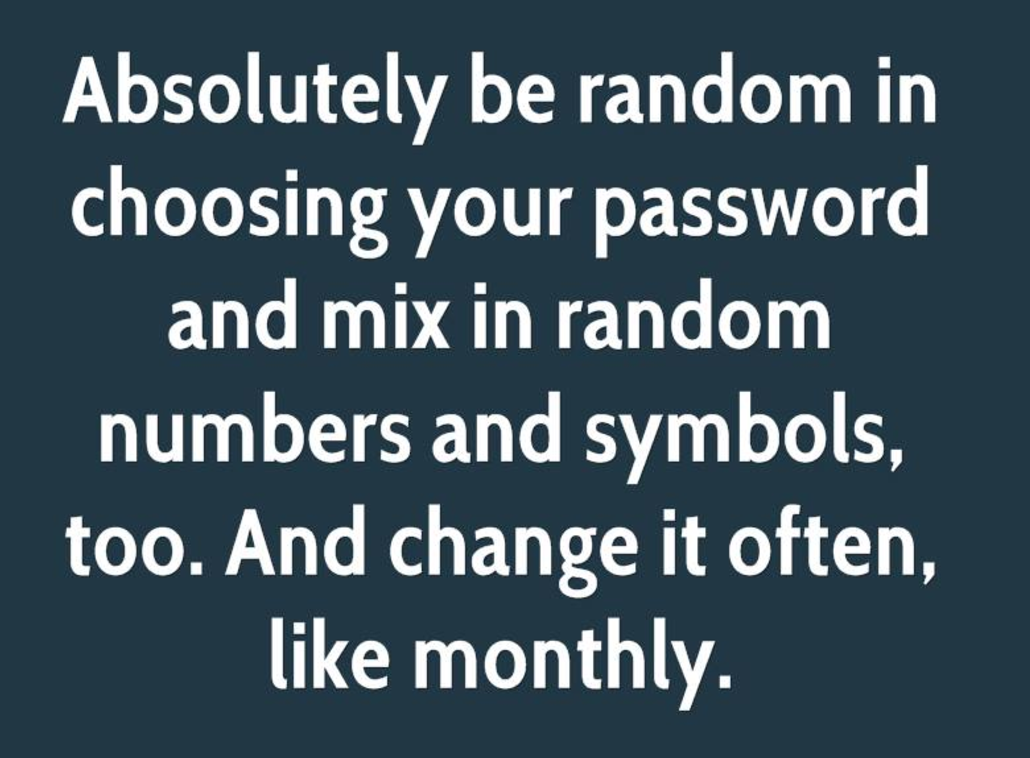 Absolutely be random in
choosing your password
and mix in random
numbers and symbols,
too. And change it often,
like monthly.